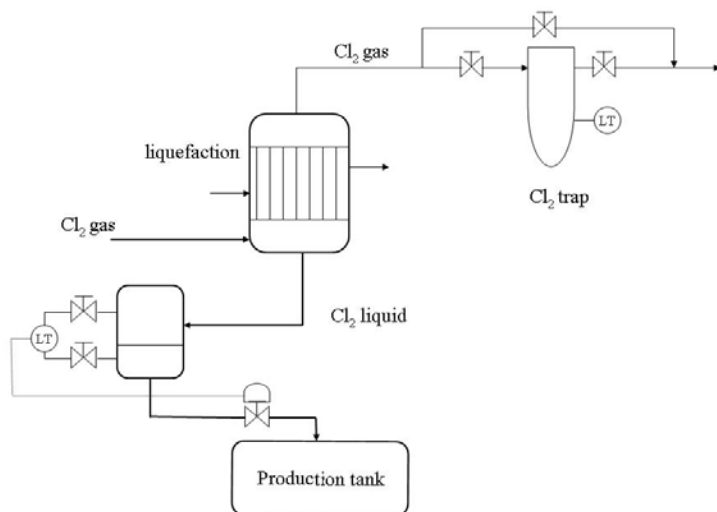 Cl₂ gas
LT
Cl₂ trap
liquefaction
Cl₂ gas
Cl₂ liquid
LT
Production tank